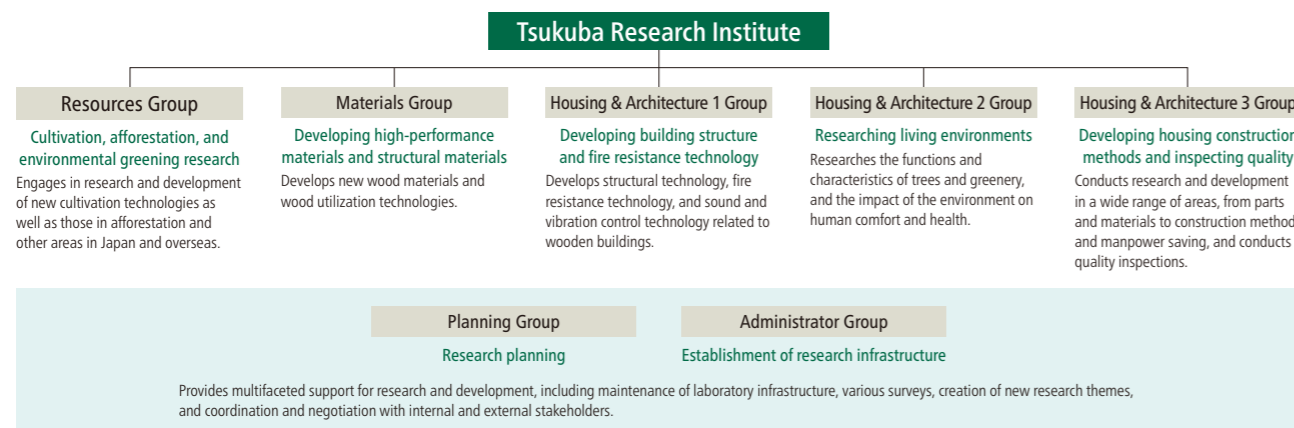 Tsukuba Research Institute
Resources Group
Cultivation, afforestation, and
environmental greening research
Engages in research and development
of new cultivation technologies as
well as those in afforestation and
other areas in Japan and overseas.
Materials Group
Developing high-performance
materials and structural materials
Develops new wood materials and
wood utilization technologies.
Housing & Architecture 1 Group
Developing building structure
and fire resistance technology
Develops structural technology, fire
resistance technology, and sound and
vibration control technology related to
wooden buildings.
Housing & Architecture 2 Group
Researching living environments
Researches the functions and
characteristics of trees and greenery,
and the impact of the environment on
human comfort and health.
Housing & Architecture 3 Group
Developing housing construction
methods and inspecting quality
Conducts research and development
in a wide range of areas, from parts
and materials to construction method
and manpower saving, and conducts
quality inspections.
Planning Group
Research planning
Administrator Group
Establishment of research infrastructure
Provides multifaceted support for research and development, including maintenance of laboratory infrastructure, various surveys, creation of new research themes,
and coordination and negotiation with internal and external stakeholders.